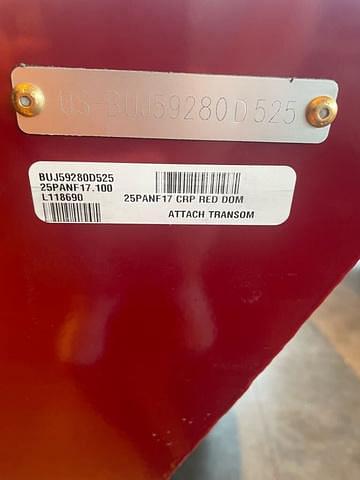 US-BUJ59280D525
BUJ59280D525
25PANF17.100
L118690 25PANF17 CRP RED DOM
ATTACH TRANSOM